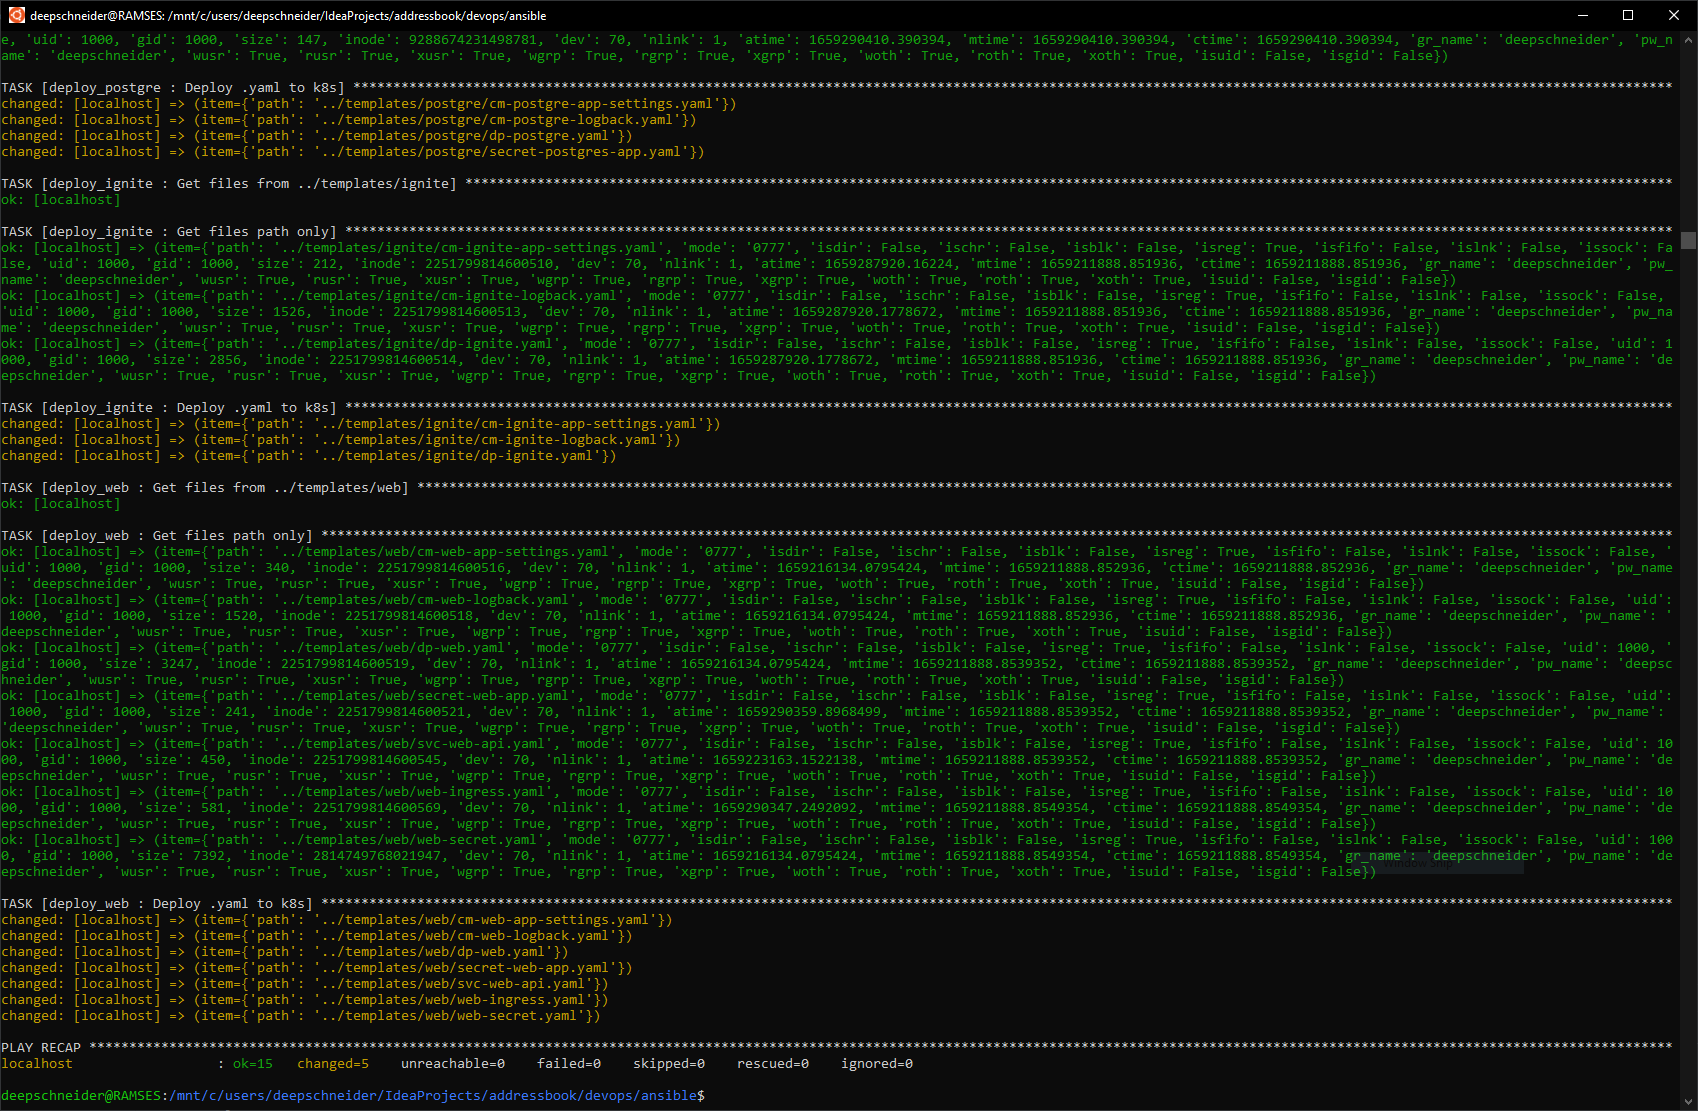 deepschneider@RAMSES: /mnt/c/users/deepschneider/IdeaProjects/addressbook/devops/ansible
e, 'uid': 1000, 'gid': 1000, 'size': 147, 'inode': 9288674231498781, 'dev': 70, 'nlink': 1, 'atime': 1659290410.390394, 'mtime': 1659290410.390394, 'ctime': 1659290410.390394, 'gr_name': 'deepschneider', 'pw_n
ame': 'deepschneider', 'wusr': True, 'rusr': True, 'xusr': True, 'wgrp': True, 'rgrp': True, 'xgrp': True, 'woth': True, 'roth': True, 'xoth': True, 'isuid': False, 'isgid': False})
TASK [deploy_postgre : Deploy .yaml to k8s] *********************************************************************************************************************************************************************
changed: [localhost] => (item={'path': '../templates/postgre/cm-postgre-app-settings.yaml'})
changed: [localhost] => (item={'path': '../templates/postgre/cm-postgre-logback.yaml'})
changed: [localhost] => (item={'path': '../templates/postgre/dp-postgre.yaml'})
changed: [localhost] => (item={'path': '../templates/postgre/secret-postgres-app.yaml'})
TASK [deploy_ignite : Get files from ../templates/ignite] *******************************************************************************************************************************************************
ok: [localhost]
TASK [deploy_ignite : Get files path only] **********************************************************************************************************************************************************************
ok: [localhost] => (item={'path': '../templates/ignite/cm-ignite-app-settings.yaml', 'mode': '0777', 'isdir': False, 'ischr': False, 'isblk': False, 'isreg': True, 'isfifo': False, 'islnk': False, 'issock': Fa
lse, 'uid': 1000, 'gid': 1000, 'size': 212, 'inode': 2251799814600510, 'dev': 70, 'nlink': 1, 'atime': 1659287920.16224, 'mtime': 1659211888.851936, 'ctime': 1659211888.851936, 'gr_name': 'deepschneider', 'pw_
name': 'deepschneider', 'wusr': True, 'rusr': True, 'xusr': True, 'wgrp': True, 'rgrp': True, 'xgrp': True, 'woth': True, 'roth': True, 'xoth': True, 'isuid': False, 'isgid': False})
ok: [localhost] => (item={'path': '../templates/ignite/cm-ignite-logback.yaml', 'mode': '0777', 'isdir': False, 'ischr': False, 'isblk': False, 'isreg': True, 'isfifo': False, 'islnk': False, 'issock': False,
'uid': 1000, 'gid': 1000, 'size': 1526, 'inode': 2251799814600513, 'dev': 70, 'nlink': 1, 'atime': 1659287920.1778672, 'mtime': 1659211888.851936, 'ctime': 1659211888.851936, 'gr_name': 'deepschneider', 'pw_na
me': 'deepschneider', 'wusr': True, 'rusr': True, 'xusr': True, 'wgrp': True, 'rgrp': True, 'xgrp': True, 'woth': True, 'roth': True, 'xoth': True, 'isuid': False, 'isgid': False})
ok: [localhost] => (item={'path': '../templates/ignite/dp-ignite.yaml', 'mode': '0777', 'isdir': False, 'ischr': False, 'isblk': False, 'isreg': True, 'isfifo': False, 'islnk': False, 'issock': False, 'uid': 1
000, 'gid': 1000, 'size': 2856, 'inode': 2251799814600514, 'dev': 70, 'nlink': 1, 'atime': 1659287920.1778672, 'mtime': 1659211888.851936, 'ctime': 1659211888.851936, 'gr_name': 'deepschneider', 'pw_name': 'de
epschneider', 'wusr': True, 'rusr': True, 'xusr': True, 'wgrp': True, 'rgrp': True, 'xgrp': True, 'woth': True, 'roth': True, 'xoth': True, 'isuid': False, 'isgid': False})
TASK [deploy_ignite : Deploy .yaml to k8s] **********************************************************************************************************************************************************************
changed: [localhost] => (item={'path': '../templates/ignite/cm-ignite-app-settings.yaml'})
changed: [localhost] => (item={'path': '../templates/ignite/cm-ignite-logback.yaml'})
changed: [localhost] => (item={'path': '../templates/ignite/dp-ignite.yaml'})
TASK [deploy_web : Get files from ../templates/web] *************************************************************************************************************************************************************
ok: [localhost]
TASK [deploy_web : Get files path only] *************************************************************************************************************************************************************************
ok: [localhost] => (item={'path': '../templates/web/cm-web-app-settings.yaml', 'mode': '0777', 'isdir': False, 'ischr': False, 'isblk': False, 'isreg': True, 'isfifo': False, 'islnk': False, 'issock': False, '
uid': 1000, 'gid': 1000, 'size': 340, 'inode': 2251799814600516, 'dev': 70, 'nlink': 1, 'atime': 1659216134.0795424, 'mtime': 1659211888.852936, 'ctime': 1659211888.852936, 'gr_name': 'deepschneider', 'pw_name
': 'deepschneider', 'wusr': True, 'rusr': True, 'xusr': True, 'wgrp': True, 'rgrp': True, 'xgrp': True, 'woth': True, 'roth': True, 'xoth': True, 'isuid': False, 'isgid': False})
ok: [localhost] => (item={'path': '../templates/web/cm-web-logback.yaml', 'mode': '0777', 'isdir': False, 'ischr': False, 'isblk': False, 'isreg': True, 'isfifo': False, 'islnk': False, 'issock': False, 'uid':
1000, 'gid': 1000, 'size': 1520, 'inode': 2251799814600518, 'dev': 70, 'nlink': 1, 'atime': 1659216134.0795424, 'mtime': 1659211888.852936, 'ctime': 1659211888.852936, 'gr_name': 'deepschneider', 'pw_name': '
deepschneider', 'wusr': True, 'rusr': True, 'xusr': True, 'wgrp': True, 'rgrp': True, 'xgrp': True, 'woth': True, 'roth': True, 'xoth': True, 'isuid': False, 'isgid': False})
ok: [localhost] => (item={'path': '../templates/web/dp-web.yaml', 'mode': '0777', 'isdir': False, 'ischr': False, 'isblk': False, 'isreg': True, 'isfifo': False, 'islnk': False, 'issock': False, 'uid': 1000, '
gid': 1000, 'size': 3247, 'inode': 2251799814600519, 'dev': 70, 'nlink': 1, 'atime': 1659216134.0795424, 'mtime': 1659211888.8539352, 'ctime': 1659211888.8539352, 'gr_name': 'deepschneider', 'pw_name': 'deepsc
hneider', 'wusr': True, 'rusr': True, 'xusr': True, 'wgrp': True, 'rgrp': True, 'xgrp': True, 'woth': True, 'roth': True, 'xoth': True, 'isuid': False, 'isgid': False})
ok: [localhost] => (item={'path': '../templates/web/secret-web-app.yaml', 'mode': '0777', 'isdir': False, 'ischr': False, 'isblk': False, 'isreg': True, 'isfifo': False, 'islnk': False, 'issock': False, 'uid':
1000, 'gid': 1000, 'size': 241, 'inode': 2251799814600521, 'dev': 70, 'nlink': 1, 'atime': 1659290359.8968499, 'mtime': 1659211888.8539352, 'ctime': 1659211888.8539352, 'gr_name': 'deepschneider', 'pw_name':
'deepschneider', 'wusr': True, 'rusr': True, 'xusr': True, 'wgrp': True, 'rgrp': True, 'xgrp': True, 'woth': True, 'roth': True, 'xoth': True, 'isuid': False, 'isgid': False})
ok: [localhost] => (item={'path': '../templates/web/svc-web-api.yaml', 'mode': '0777', 'isdir': False, 'ischr': False, 'isblk': False, 'isreg': True, 'isfifo': False, 'islnk': False, 'issock': False, 'uid': 10
00, 'gid': 1000, 'size': 450, 'inode': 2251799814600545, 'dev': 70, 'nlink': 1, 'atime': 1659223163.1522138, 'mtime': 1659211888.8539352, 'ctime': 1659211888.8539352, 'gr_name': 'deepschneider', 'pw_name': 'de
epschneider', 'wusr': True, 'rusr': True, 'xusr': True, 'wgrp': True, 'rgrp': True, 'xgrp': True, 'woth': True, 'roth': True, 'xoth': True, 'isuid': False, 'isgid': False})
ok: [localhost] => (item={'path': '../templates/web/web-ingress.yaml', 'mode': '0777', 'isdir': False, 'ischr': False, 'isblk': False, 'isreg': True, 'isfifo': False, 'islnk': False, 'issock': False, 'uid': 10
00, 'gid': 1000, 'size': 581, 'inode': 2251799814600569, 'dev': 70, 'nlink': 1, 'atime': 1659290347.2492092, 'mtime': 1659211888.8549354, 'ctime': 1659211888.8549354, 'gr_name': 'deepschneider', 'pw_name': 'de
epschneider', 'wusr': True, 'rusr': True, 'xusr': True, 'wgrp': True, 'rgrp': True, 'xgrp': True, 'woth': True, 'roth': True, 'xoth': True, 'isuid': False, 'isgid': False})
ok: [localhost] => (item={'path': '../templates/web/web-secret.yaml', 'mode': '0777', 'isdir': False, 'ischr': False, 'isblk': False, 'isreg': True, 'isfifo': False, 'islnk': False, 'issock': False, 'uid': 100
0, 'gid': 1000, 'size': 7392, 'inode': 2814749768021947, 'dev': 70, 'nlink': 1, 'atime': 1659216134.0795424, 'mtime': 1659211888.8549354, 'ctime': 1659211888.8549354, 'gr_name': 'deepschneider', 'pw_name': 'de
epschneider', 'wusr': True, 'rusr': True, 'xusr': True, 'wgrp': True, 'rgrp': True, 'xgrp': True, 'woth': True, 'roth': True, 'xoth': True, 'isuid': False, 'isgid': False})
Window Snip
TASK [deploy_web : Deploy .yaml to k8s] *************************************************************************************************************************************************************************
changed: [localhost] => (item={'path': '../templates/web/cm-web-app-settings.yaml'})
changed: [localhost] => (item={'path': '../templates/web/cm-web-logback.yaml'})
changed: [localhost] => (item={'path': '../templates/web/dp-web.yaml'})
changed: [localhost] => (item={'path': '../templates/web/secret-web-app.yaml'})
changed: [localhost] => (item={'path': '../templates/web/svc-web-api.yaml'})
changed: [localhost] => (item={'path': '../templates/web/web-ingress.yaml'})
changed: [localhost] => (item={'path': '../templates/web/web-secret.yaml'})
PLAY RECAP ******************************************************************************************************************************************************************************************************
localhost                  : ok=15   changed=5    unreachable=0    failed=0    skipped=0    rescued=0    ignored=0
deepschneider@RAMSES:/mnt/c/users/deepschneider/IdeaProjects/addressbook/devops/ansible$